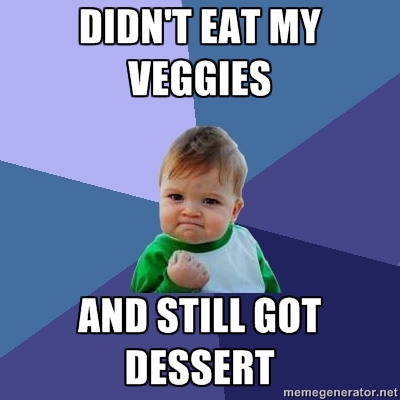 DIDN'T EAT MY
VEGGIES
AND STILL GOT
DESSERT
memegenerator.net